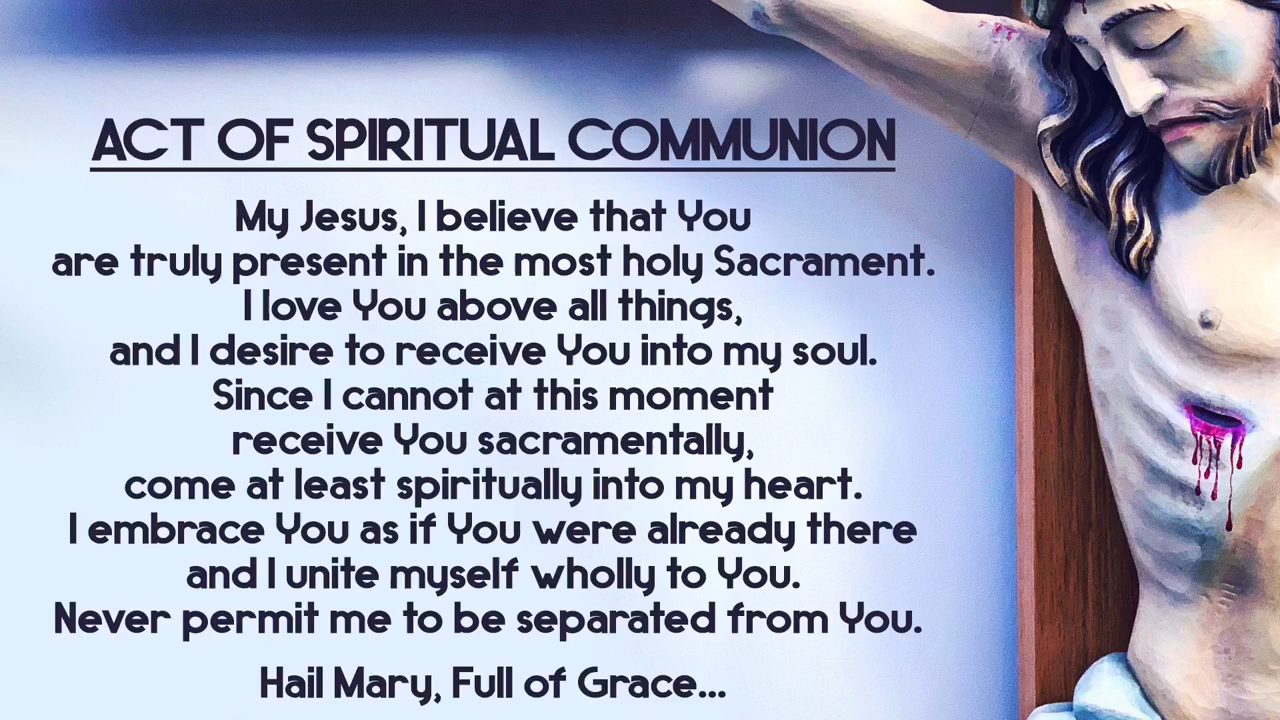 ACT OF SPIRITUAL COMMUNION
My Jesus, I believe that You
are truly present in the most holy Sacrament.
I love You above all things,
and I desire to receive You into my soul.
Since I cannot at this moment
receive You sacramentally,
come at least spiritually into my heart.
I embrace You as if You were already there
and I unite myself wholly to You.
Never permit me to be separated from You.
Hail Mary, Full of Grace...